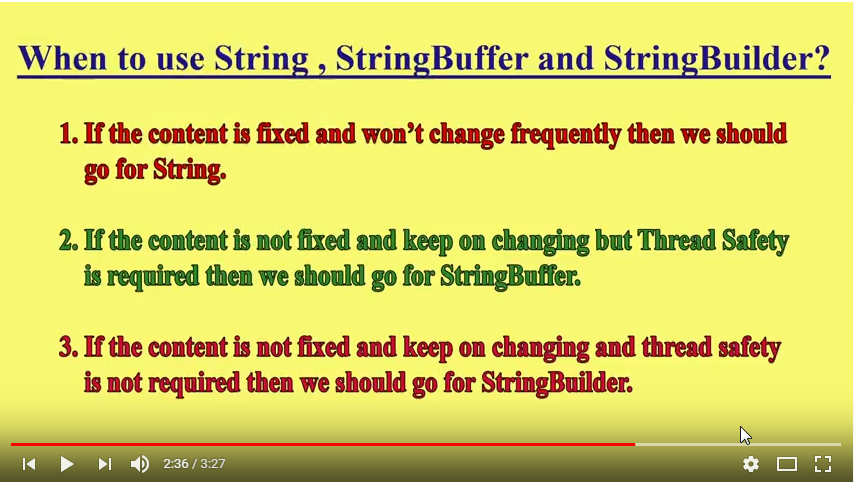 When to use String , StringBuffer and StringBuilder?
1. If the content is fixed and won’t change frequently then we should
go for String.
2. If the content is not fixed and keep on changing but Thread Safety
is required then we should go for StringBuffer.
3. If the content is not fixed and keep on changing and thread safety
is not required then we should go for StringBuilder.
2:36 / 3:27